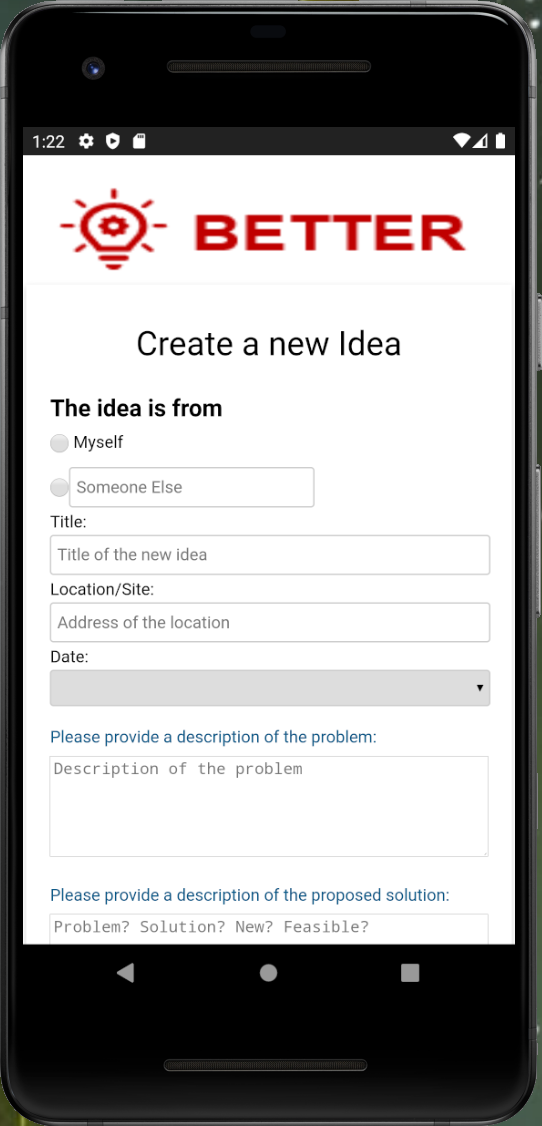 1:22
BETTER
Create a new Idea
The idea is from
Myself
Someone Else
Title:
Title of the new idea
Location/Site:
Address of the location
Date:
Please provide a description of the problem:
Description of the problem
Please provide a description of the proposed solution:
Problem? Solution? New? Feasible?